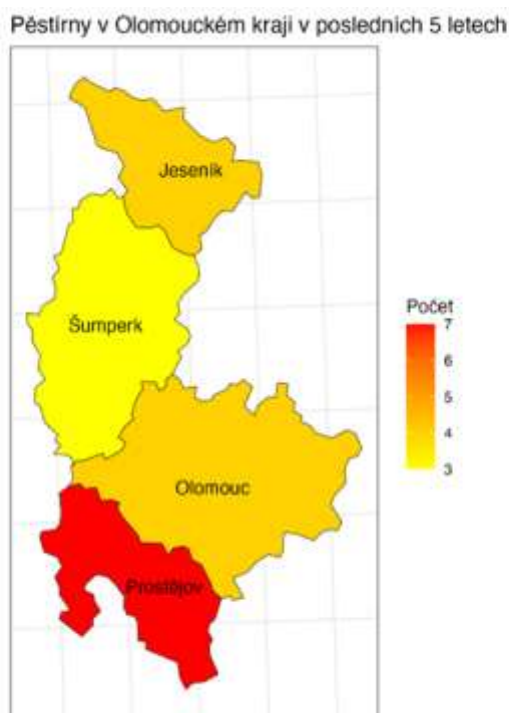 Pěstírny v Olomouckém kraji v posledních 5 letech
Jeseník
Šumperk
Olomouc
Prostějov
Počet
7
6
5
4
3